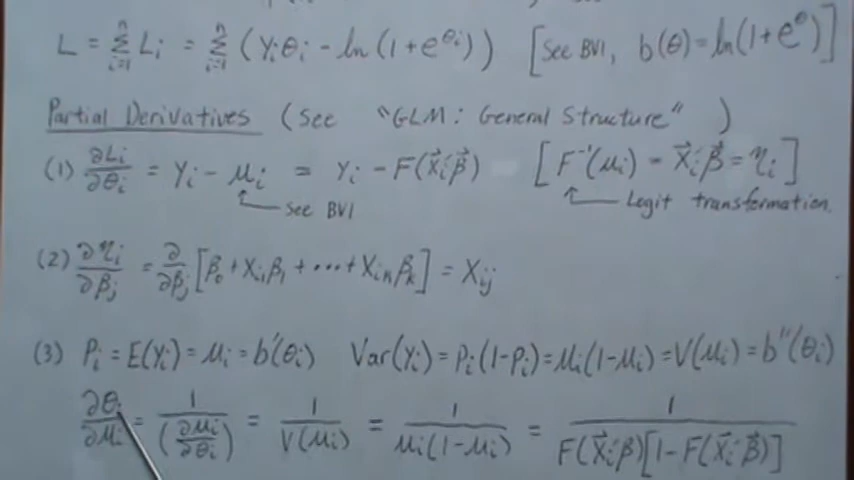 L = Σ_{i=1}^{n} L_i = Σ_{i=1}^{n} (Y_iθ_i - ln(1 + e^{θ_i})) [See BVI, b(θ) = ln(1 + e^θ)]
Partial Derivatives (See "GLM: General Structure")
(1) ∂L_i/∂θ_i = Y_i - μ_i = Y_i - F(X⃗_i'β⃗) [F^{-1}(μ_i) = X⃗_i'β⃗ = η_i]
See BVI Legit transformation.
(2) ∂η_i/∂β_j = ∂/∂β_j [β_0 + X_{i1}β_1 + ··· + X_{ik}β_k] = X_{ij}
(3) P_i = E(Y_i) = μ_i = b'(θ_i) Var(Y_i) = P_i(1-P_i) = μ_i(1-μ_i) = V(μ_i) = b''(θ_i)
∂θ_i/∂μ_i = 1/(∂μ_i/∂θ_i) = 1/V(μ_i) = 1/μ_i(1-μ_i) = 1/F(X⃗_i'β)[1-F(X⃗_i'β⃗)]